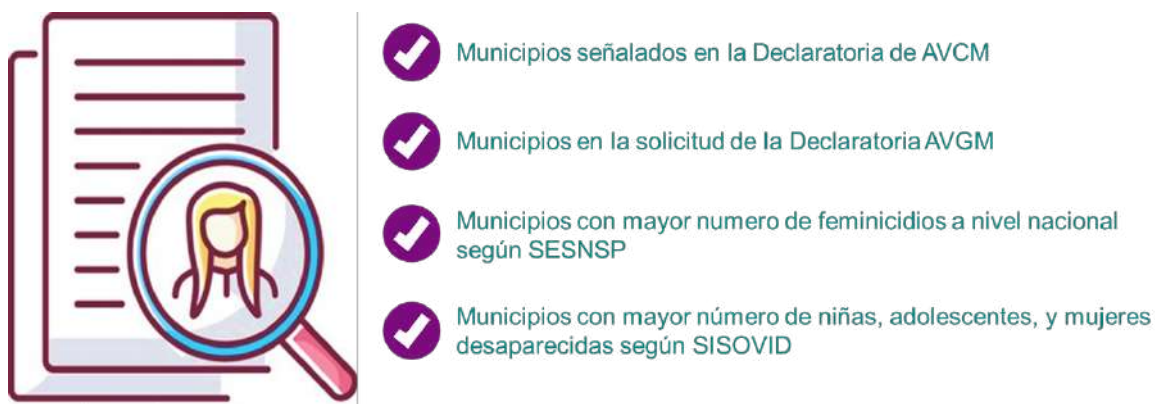 Municipios señalados en la Declaratoria de AVCM
Municipios en la solicitud de la Declaratoria AVGM
Municipios con mayor numero de feminicidios a nivel nacional
según SESNSP
Municipios con mayor número de niñas, adolescentes, y mujeres
desaparecidas según SISOVID